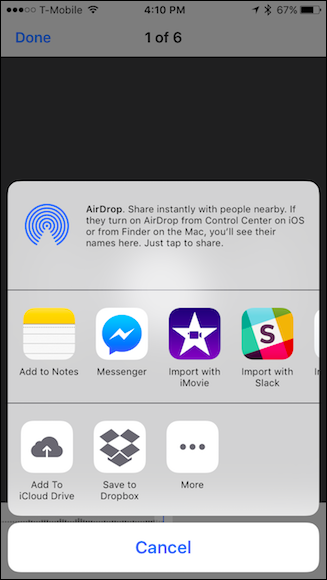 T-Mobile 4:10 PM 67%
Done 1 of 6
AirDrop. Share instantly with people nearby. If
they turn on AirDrop from Control Center on iOS
or from Finder on the Mac, you'll see their
names here. Just tap to share.
S
Add to Notes Messenger Import with iMovie Import with Slack
Add To iCloud Drive Save to Dropbox More
Cancel